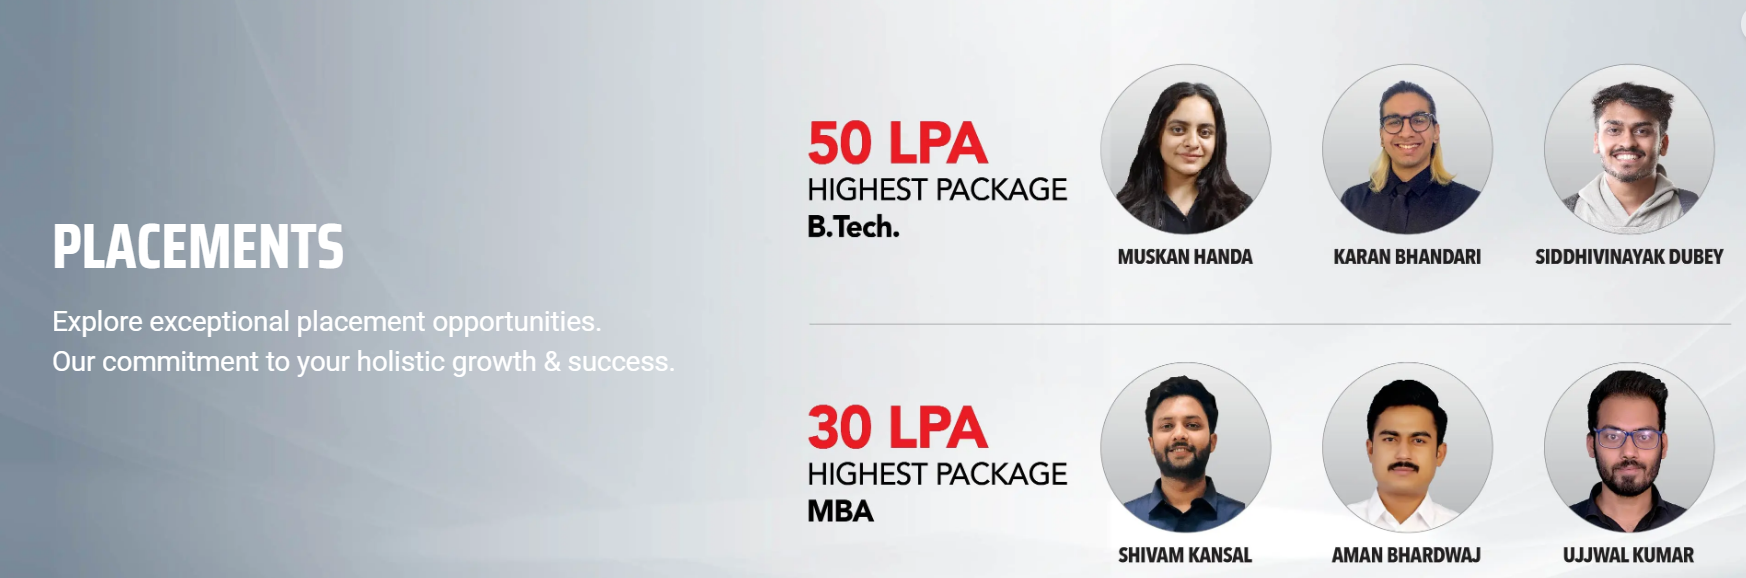 PLACEMENTS
Explore exceptional placement opportunities.
Our commitment to your holistic growth & success.
50 LPA
HIGHEST PACKAGE
B.Tech.
MUSKAN HANDA
KARAN BHANDARI
SIDDHIVINAYAK DUBEY
30 LPA
HIGHEST PACKAGE
MBA
SHIVAM KANSAL
AMAN BHARDWAJ
UJJWAL KUMAR